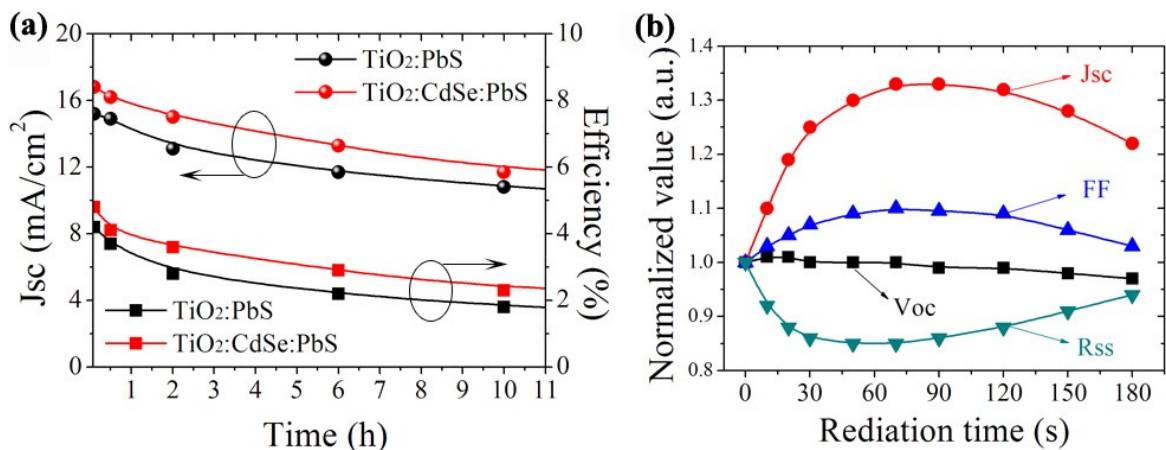 (a)
20
16
12
8
4
0
Jsc (mA/cm²)
TiO₂:PbS
TiO₂:CdSe:PbS
TiO₂:PbS
TiO₂:CdSe:PbS
10
8
6
4
2
0
Efficiency (%)
1 2 3 4 5 6 7 8 9 10 11
Time (h)
(b)
1.4
1.3
1.2
1.1
1.0
0.9
0.8
Normalized value (a.u.)
Jsc
FF
Voc
Rss
0 30 60 70 90 120 150 180
Rediation time (s)